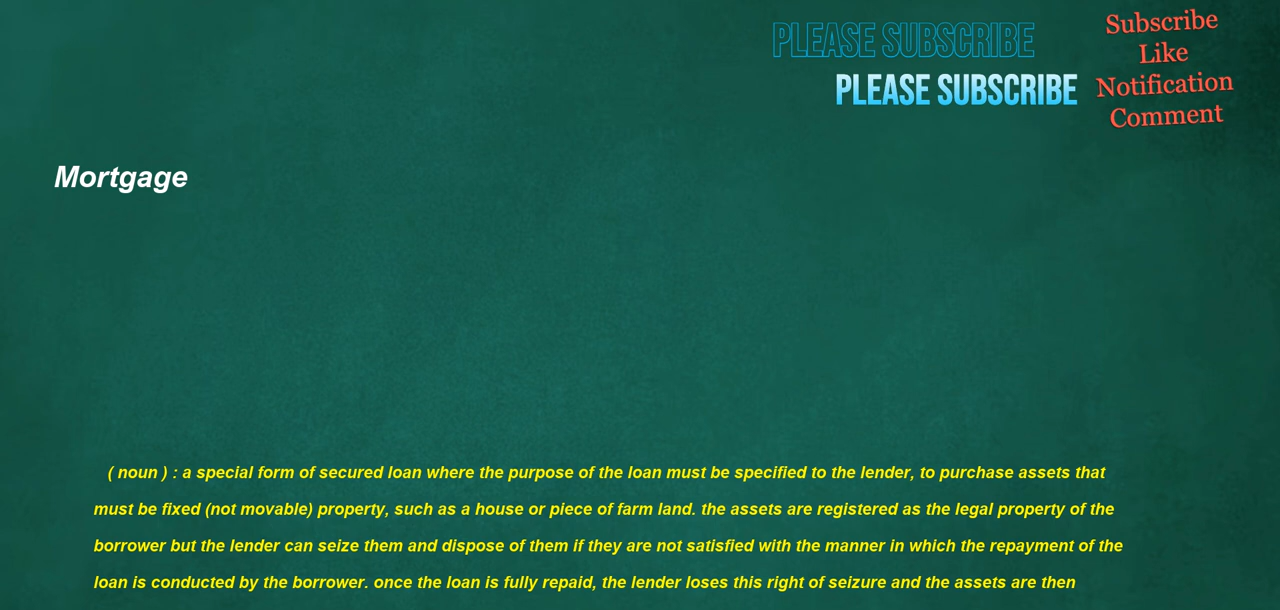 PLEASE SUBSCRIBE
PLEASE SUBSCRIBE
Subscribe
Like
Notification
Comment
Mortgage
( noun ) : a special form of secured loan where the purpose of the loan must be specified to the lender, to purchase assets that
must be fixed (not movable) property, such as a house or piece of farm land. the assets are registered as the legal property of the
borrower but the lender can seize them and dispose of them if they are not satisfied with the manner in which the repayment of the
loan is conducted by the borrower. once the loan is fully repaid, the lender loses this right of seizure and the assets are then